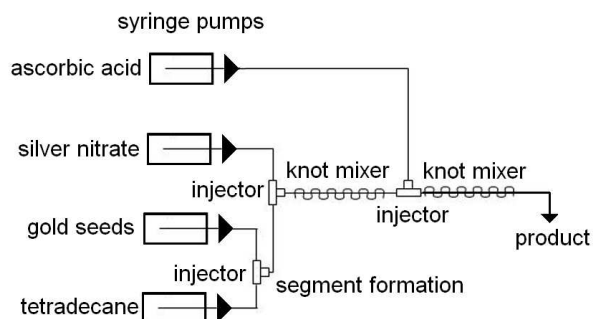 syringe pumps
ascorbic acid
silver nitrate
knot mixer
knot mixer
injector
injector
gold seeds
product
injector
segment formation
tetradecane